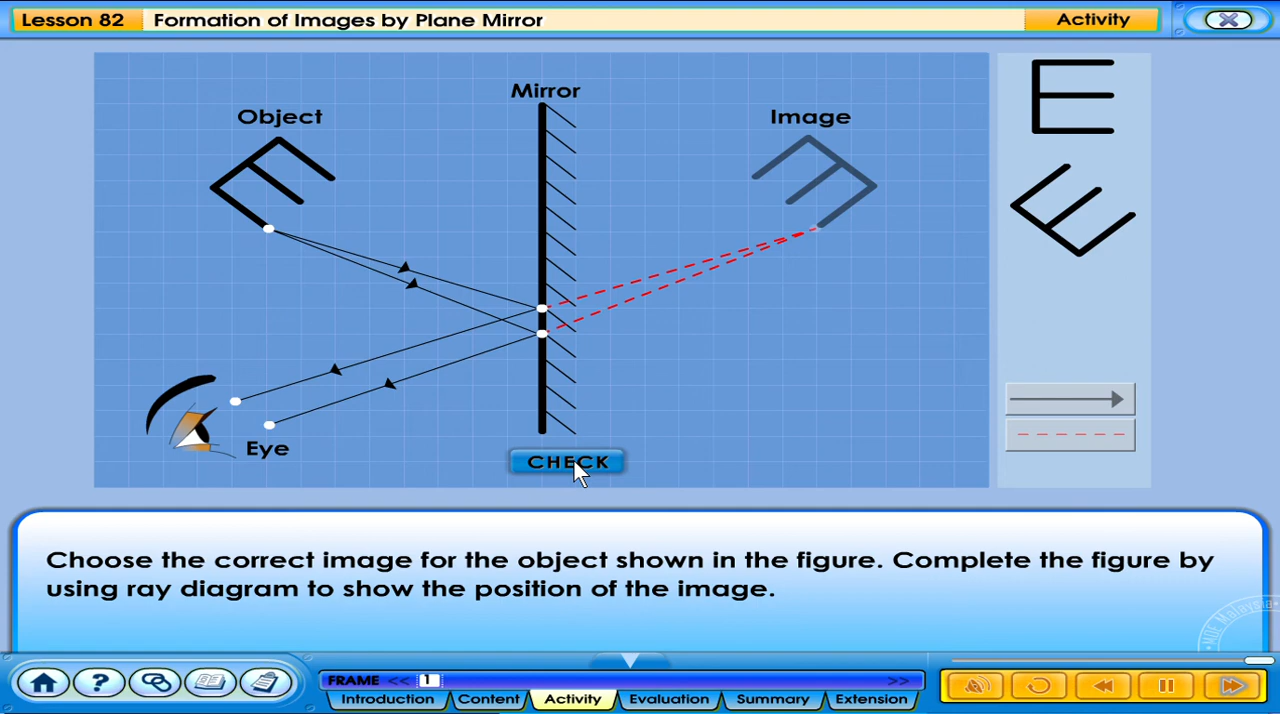 Lesson 82
Formation of Images by Plane Mirror
Activity
Mirror
Object
Image
E
E
E
E
Eye
CHECK
Choose the correct image for the object shown in the figure. Complete the figure by
using ray diagram to show the position of the image.
MOE Malaysia
?
FRAME << 1 >>
Introduction
Content
Activity
Evaluation
Summary
Extension